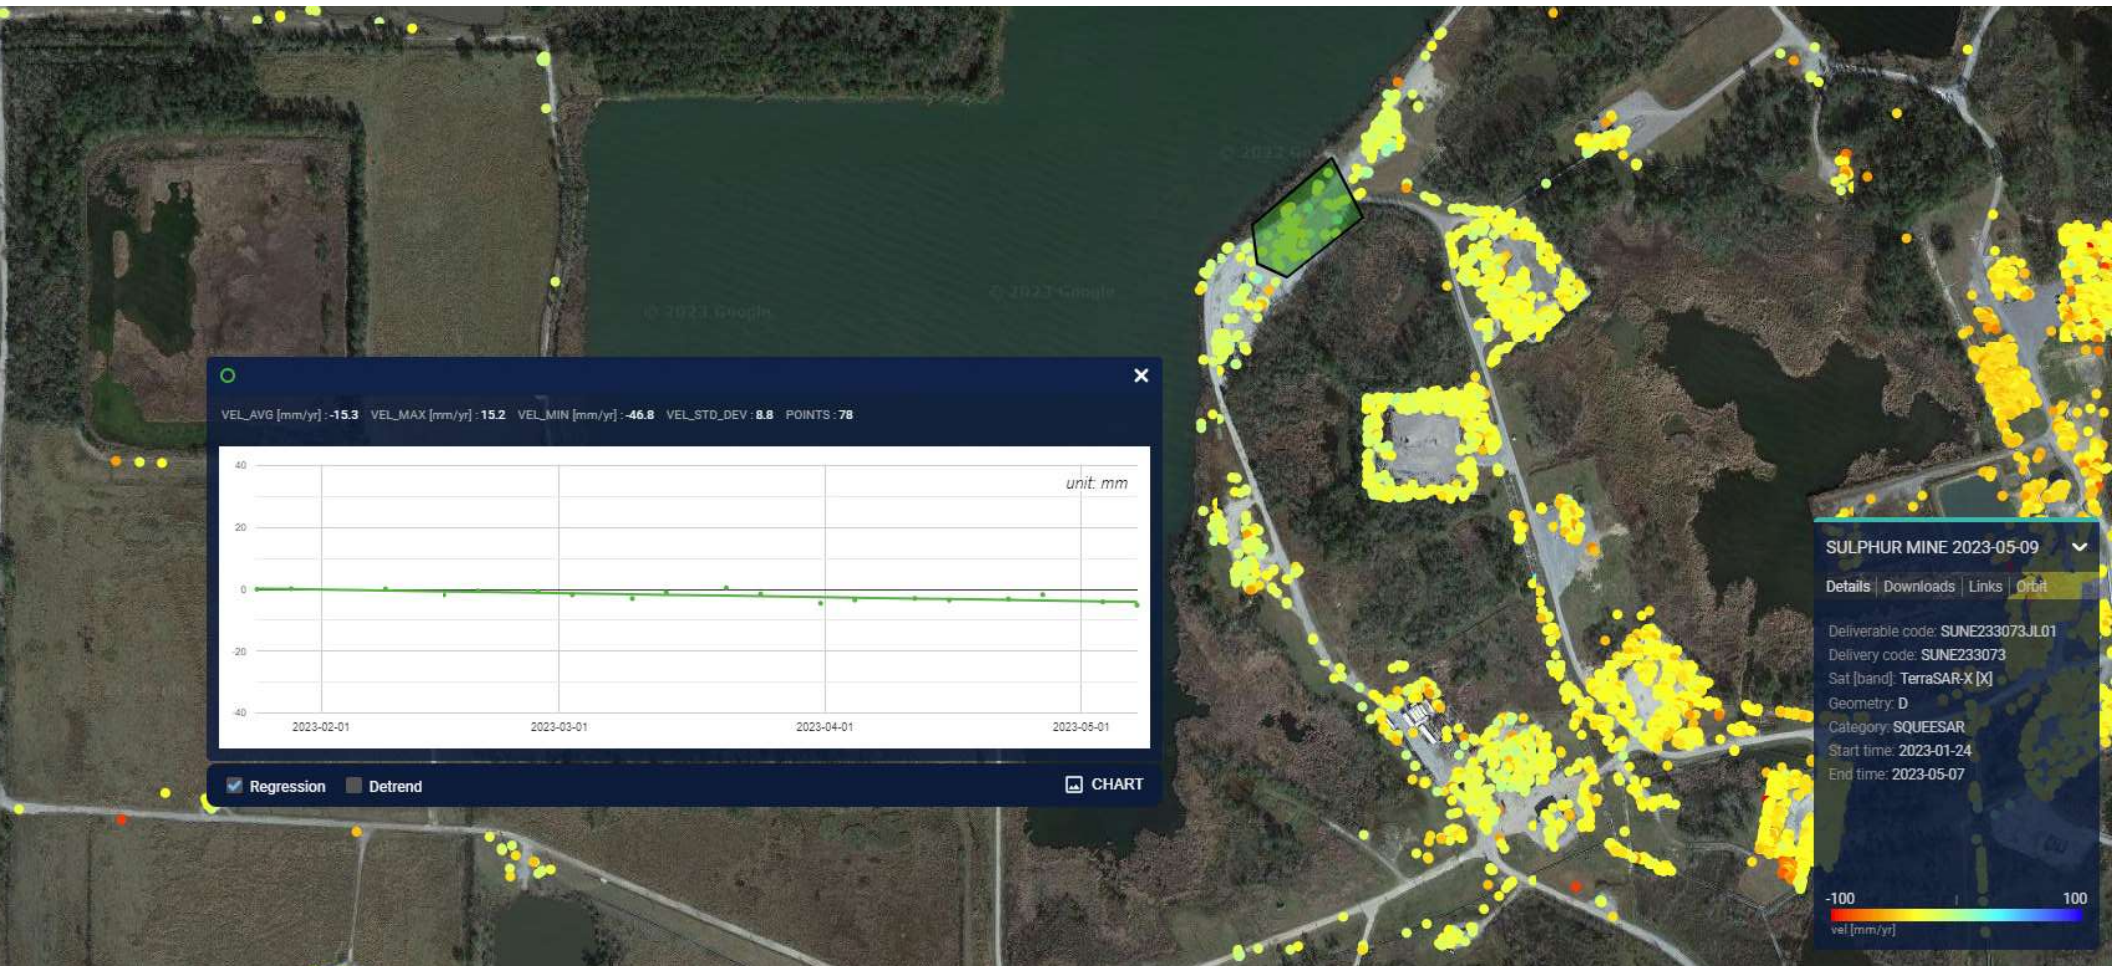 © 2023 Google
© 2023 Google
VEL_AVG [mm/yr] : -15.3 VEL_MAX [mm/yr] : 15.2 VEL_MIN [mm/yr] : -46.8 VEL_STD_DEV : 8.8 POINTS : 78
unit: mm
40
20
0
-20
-40
2023-02-01 2023-03-01 2023-04-01 2023-05-01
Regression Detrend CHART
SULPHUR MINE 2023-05-09
Details | Downloads | Links | Orbit
Deliverable code: SUNE233073JL01
Delivery code: SUNE233073
Sat [band]: TerraSAR-X [X]
Geometry: D
Category: SQUEESAR
Start time: 2023-01-24
End time: 2023-05-07
-100 100
vel [mm/yr]